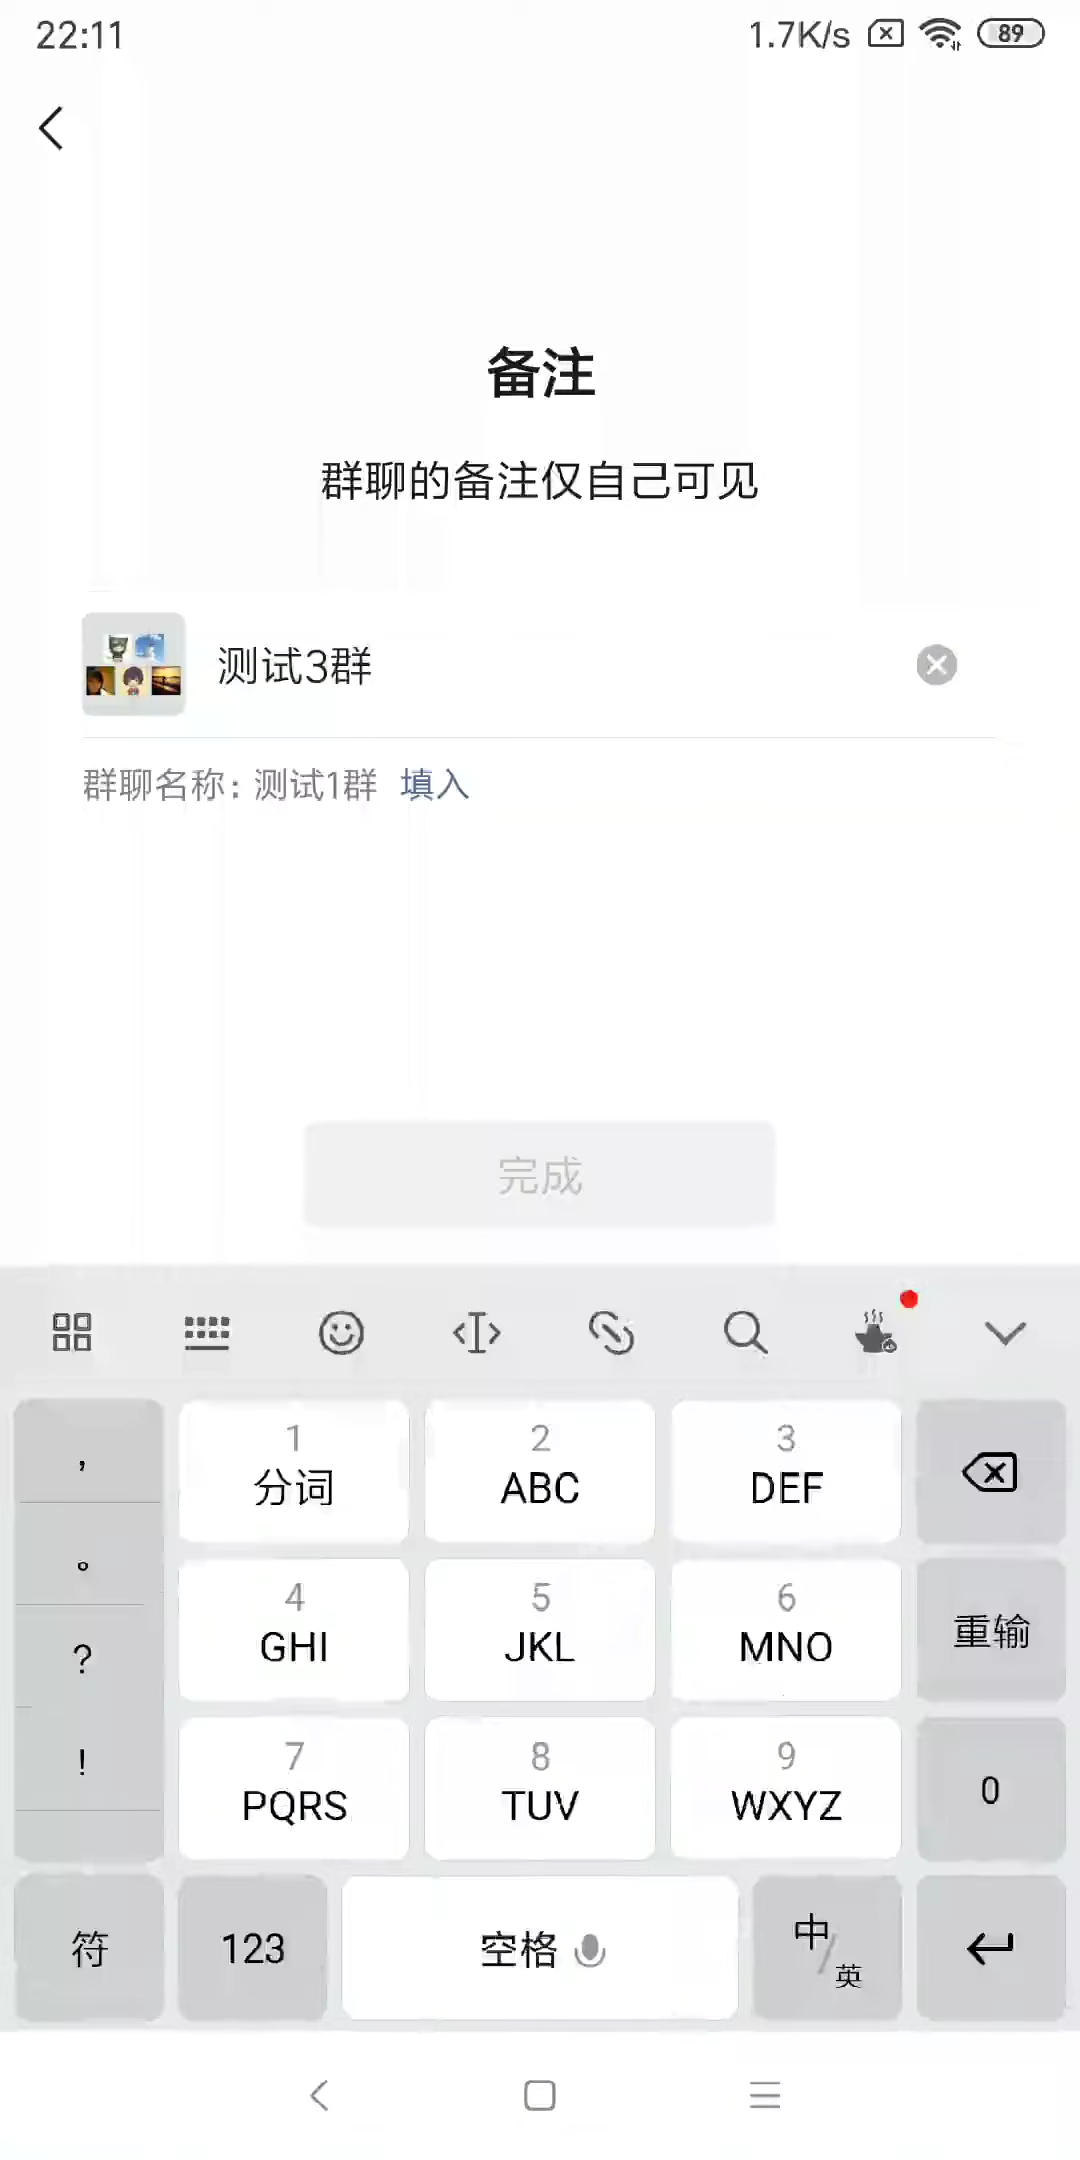 22:11
1.7K/s 89
备注
群聊的备注仅自己可见
测试3群
群聊名称: 测试1群 填入
完成
, 1 2 3
分词 ABC DEF
。 4 5 6
GHI JKL MNO 重输
?
! 7 8 9
PQRS TUV WXYZ 0
符 123 空格 中/英